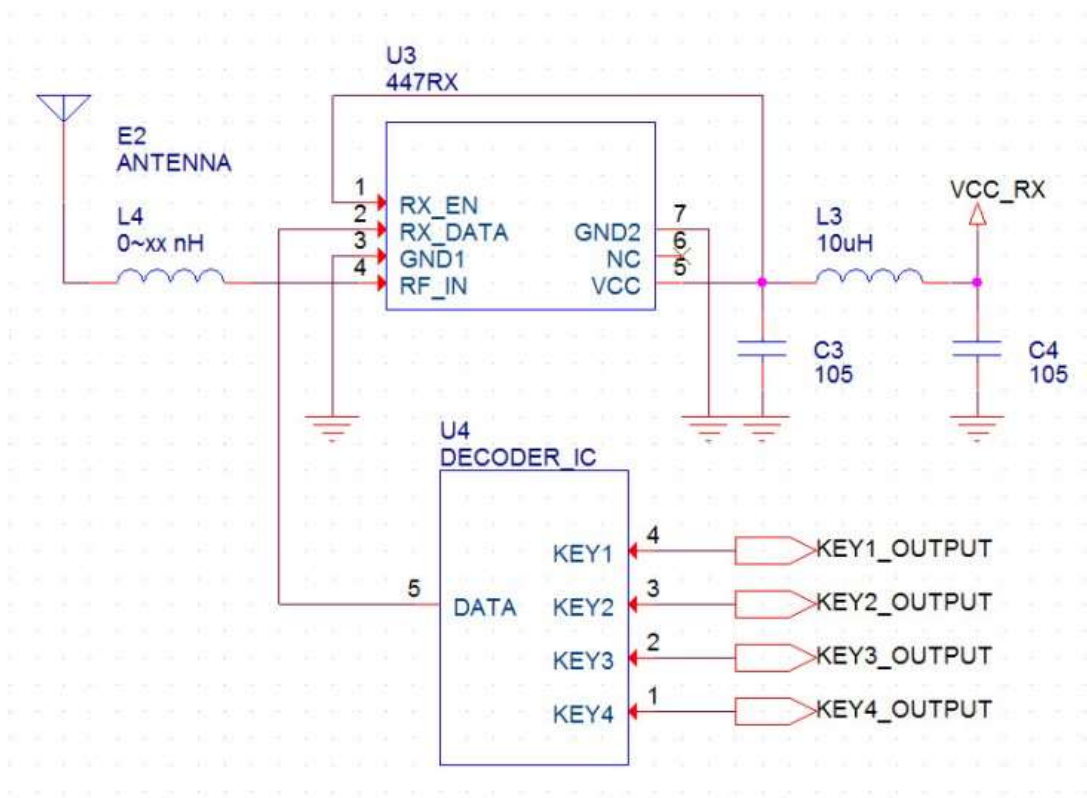 U3
447RX
E2
ANTENNA
L4
0~xx nH
1
2
3
4
RX_EN
RX_DATA
GND1
RF_IN
GND2
NC
VCC
7
6
5
L3
10uH
VCC_RX
C3
105
C4
105
U4
DECODER_IC
5
DATA
KEY1
KEY2
KEY3
KEY4
4
3
2
1
KEY1_OUTPUT
KEY2_OUTPUT
KEY3_OUTPUT
KEY4_OUTPUT